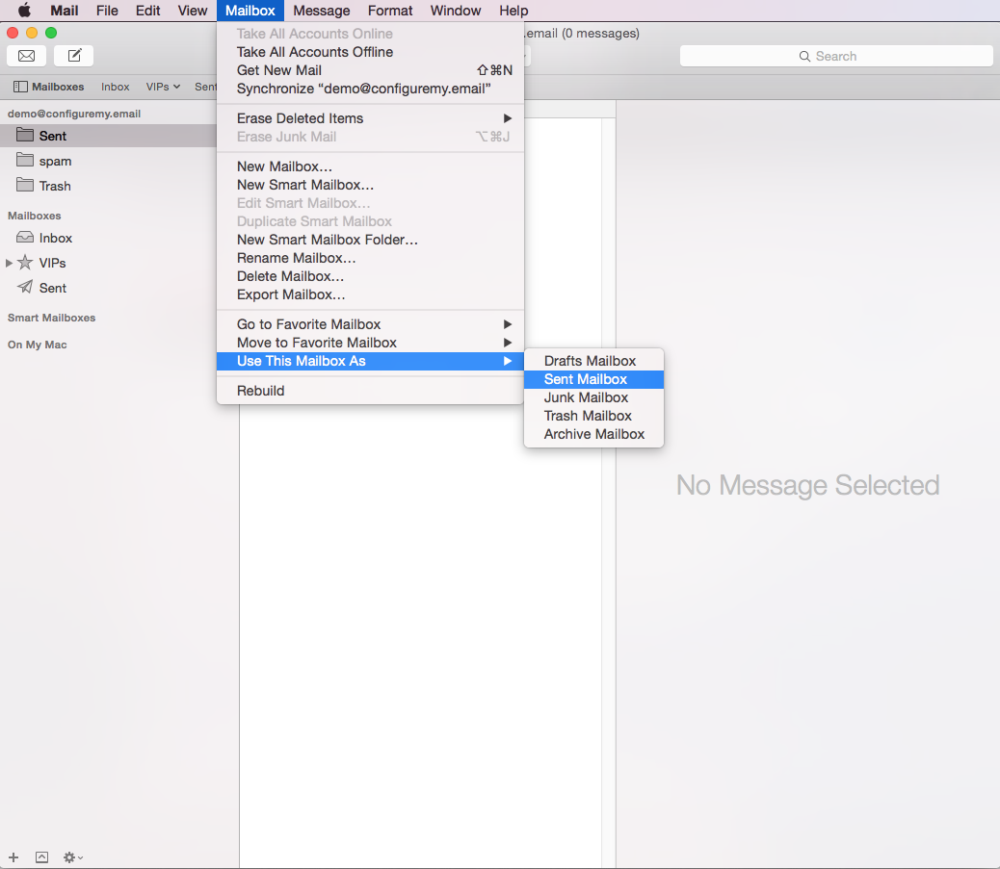 Mail File Edit View Mailbox Message Format Window Help
.email (0 messages)
Search
Mailboxes Inbox VIPs Sent
demo@configuremy.email
Sent
spam
Trash
Mailboxes
Inbox
VIPs
Sent
Smart Mailboxes
On My Mac
Take All Accounts Online
Take All Accounts Offline
Get New Mail ⇧⌘N
Synchronize “demo@configuremy.email”
Erase Deleted Items
Erase Junk Mail ⌥⌘J
New Mailbox…
New Smart Mailbox…
Edit Smart Mailbox…
Duplicate Smart Mailbox
New Smart Mailbox Folder…
Rename Mailbox…
Delete Mailbox…
Export Mailbox…
Go to Favorite Mailbox
Move to Favorite Mailbox
Use This Mailbox As
Rebuild
Drafts Mailbox
Sent Mailbox
Junk Mailbox
Trash Mailbox
Archive Mailbox
No Message Selected